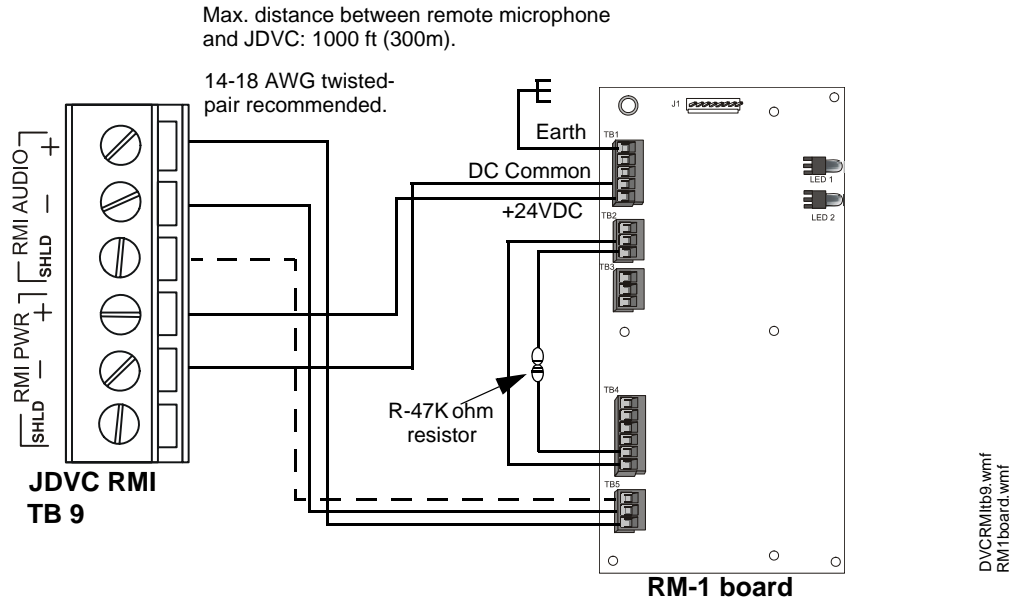 Max. distance between remote microphone
and JDVC: 1000 ft (300m).
14-18 AWG twisted-
pair recommended.
Earth
DC Common
+24VDC
J1
TB1
TB2
TB3
TB4
TB5
LED 1
LED 2
RMI AUDIO
+
–
SHLD
RMI PWR
+
–
SHLD
R-47K ohm
resistor
JDVC RMI
TB 9
RM-1 board
DVCRMItb9.wmf
RM1board.wmf